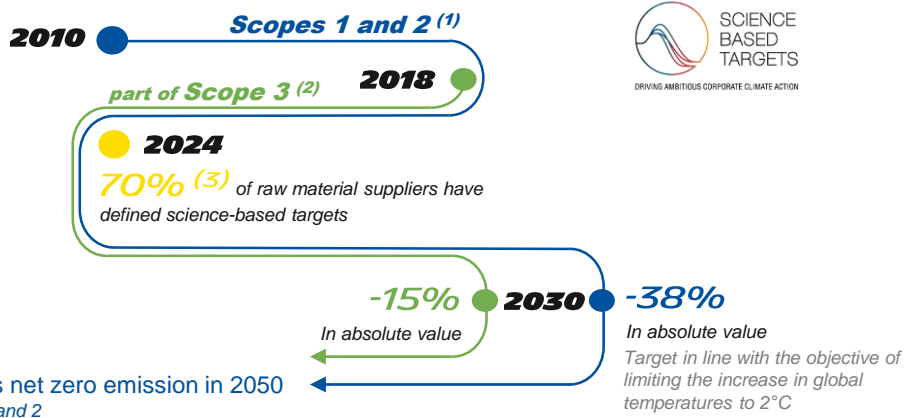 Scopes 1 and 2 (1)
2010
SCIENCE
BASED
TARGETS
DRIVING AMBITIOUS CORPORATE CLIMATE ACTION
2018
part of Scope 3 (2)
2024
70% (3) of raw material suppliers have
defined science-based targets
-15%
In absolute value
2030
-38%
In absolute value
Target in line with the objective of
limiting the increase in global
temperatures to 2°C
s net zero emission in 2050
and 2